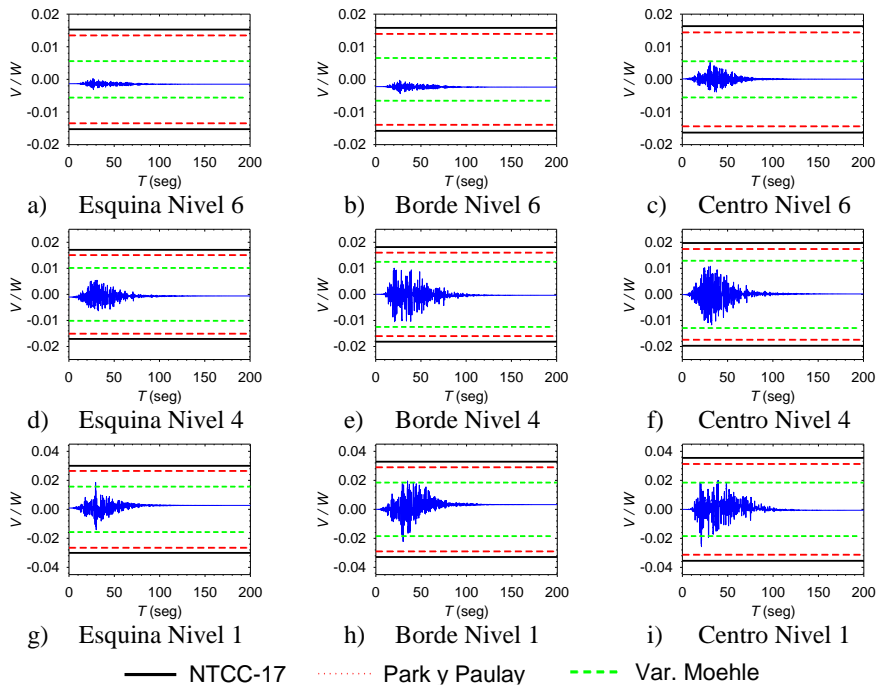 0.02 0.02 0.02
0.01 0.01 0.01
V / W 0.00 V / W 0.00 V / W 0.00
-0.01 -0.01 -0.01
-0.02 -0.02 -0.02
0 50 100 150 200 0 50 100 150 200 0 50 100 150 200
T (seg) T (seg) T (seg)
a) Esquina Nivel 6 b) Borde Nivel 6 c) Centro Nivel 6
0.02 0.02 0.02
0.01 0.01 0.01
V / W 0.00 V / W 0.00 V / W 0.00
-0.01 -0.01 -0.01
-0.02 -0.02 -0.02
0 50 100 150 200 0 50 100 150 200 0 50 100 150 200
T (seg) T (seg) T (seg)
d) Esquina Nivel 4 e) Borde Nivel 4 f) Centro Nivel 4
0.04 0.04 0.04
0.02 0.02 0.02
V / W 0.00 V / W 0.00 V / W 0.00
-0.02 -0.02 -0.02
-0.04 -0.04 -0.04
0 50 100 150 200 0 50 100 150 200 0 50 100 150 200
T (seg) T (seg) T (seg)
g) Esquina Nivel 1 h) Borde Nivel 1 i) Centro Nivel 1
NTCC-17 Park y Paulay Var. Moehle